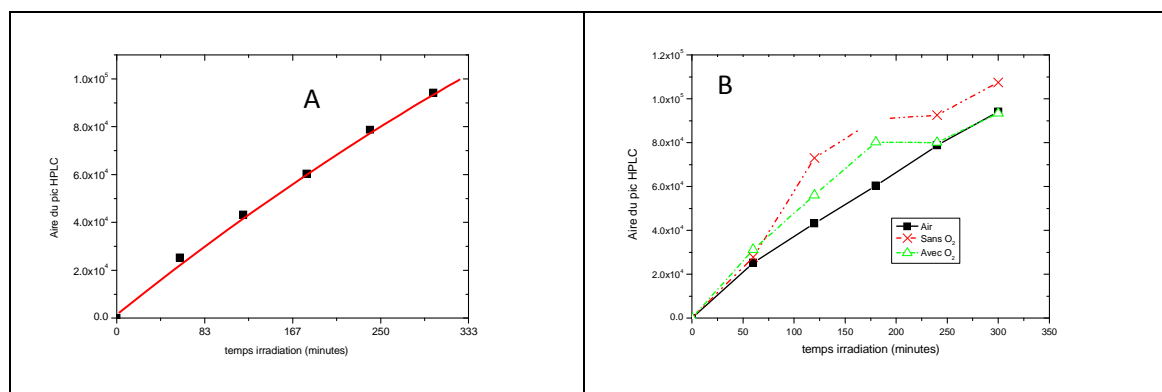 A
1.0x10⁵
8.0x10⁴
6.0x10⁴
4.0x10⁴
2.0x10⁴
0.0
Aire du pic HPLC
0 83 167 250 333
temps irradiation (minutes)
B
1.2x10⁵
1.0x10⁵
8.0x10⁴
6.0x10⁴
4.0x10⁴
2.0x10⁴
0.0
Aire du pic HPLC
Air
Sans O₂
Avec O₂
0 50 100 150 200 250 300 350
temps irradiation (minutes)